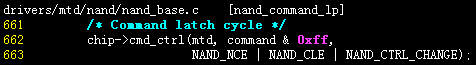 drivers/mtd/nand/nand_base.c [nand_command_lp]
661 /* Command latch cycle */
662 chip->cmd_ctrl(mtd, command & 0xff,
663 NAND_NCE | NAND_CLE | NAND_CTRL_CHANGE);